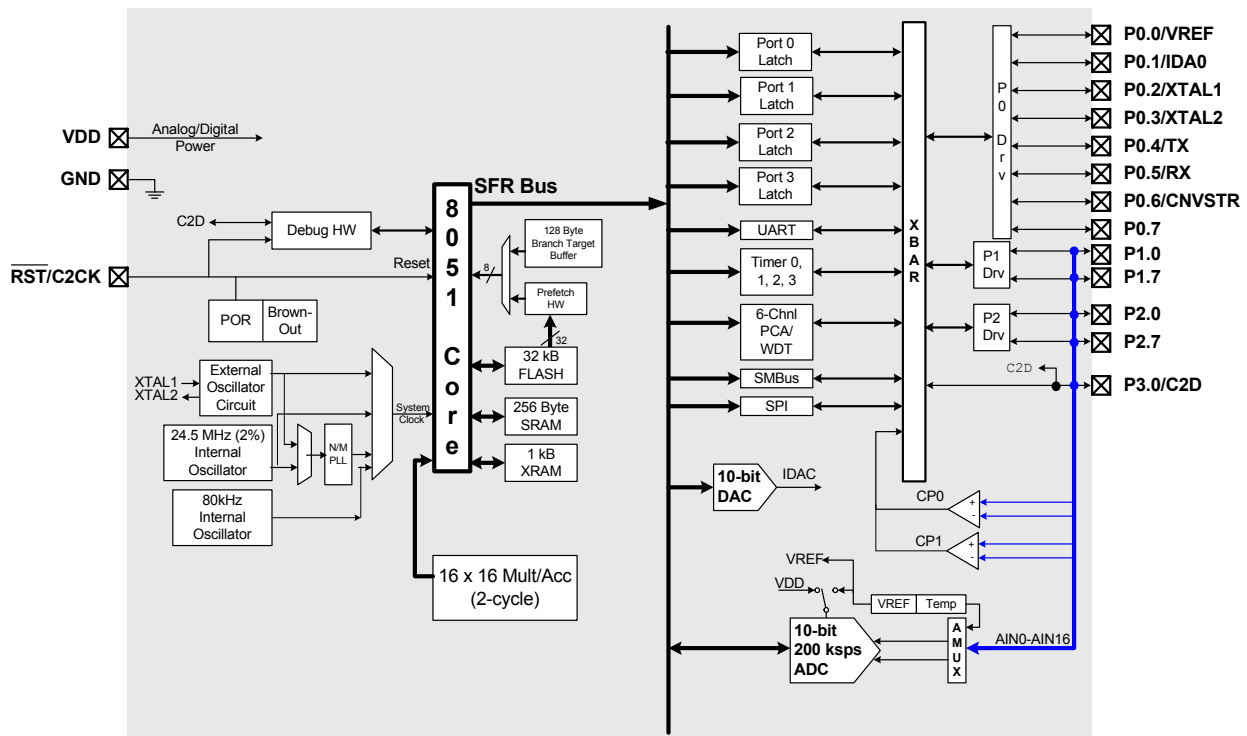 VDD
Analog/Digital
Power
GND
C2D
Debug HW
RST/C2CK
Reset
POR
Brown-
Out
XTAL1
XTAL2
External
Oscillator
Circuit
24.5 MHz (2%)
Internal
Oscillator
N/M
PLL
80kHz
Internal
Oscillator
System
Clock
8051 Core
SFR Bus
128 Byte
Branch Target
Buffer
8
Prefetch
HW
32
32 kB
FLASH
256 Byte
SRAM
1 kB
XRAM
16 x 16 Mult/Acc
(2-cycle)
Port 0
Latch
Port 1
Latch
Port 2
Latch
Port 3
Latch
UART
Timer 0,
1, 2, 3
6-Chnl
PCA/
WDT
SMBus
SPI
XBAR
P0 Drv
P1
Drv
P2
Drv
C2D
P0.0/VREF
P0.1/IDA0
P0.2/XTAL1
P0.3/XTAL2
P0.4/TX
P0.5/RX
P0.6/CNVSTR
P0.7
P1.0
P1.7
P2.0
P2.7
P3.0/C2D
10-bit
DAC
IDAC
CP0
+
-
CP1
+
-
VREF
VDD
VREF
Temp
10-bit
200 ksps
ADC
AMUX
AIN0-AIN16